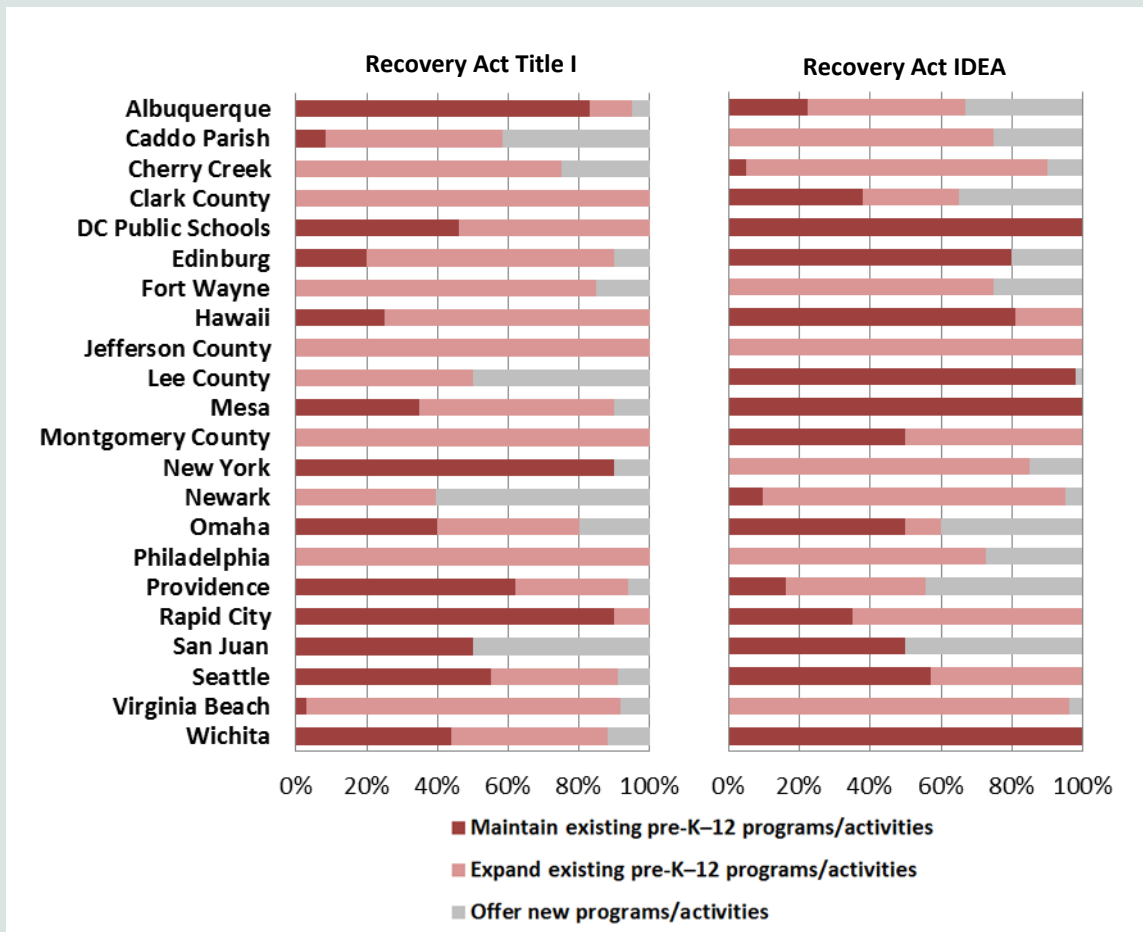 Recovery Act Title I
Recovery Act IDEA
Albuquerque
Caddo Parish
Cherry Creek
Clark County
DC Public Schools
Edinburg
Fort Wayne
Hawaii
Jefferson County
Lee County
Mesa
Montgomery County
New York
Newark
Omaha
Philadelphia
Providence
Rapid City
San Juan
Seattle
Virginia Beach
Wichita
0% 20% 40% 60% 80% 100%
0% 20% 40% 60% 80% 100%
Maintain existing pre-K–12 programs/activities
Expand existing pre-K–12 programs/activities
Offer new programs/activities